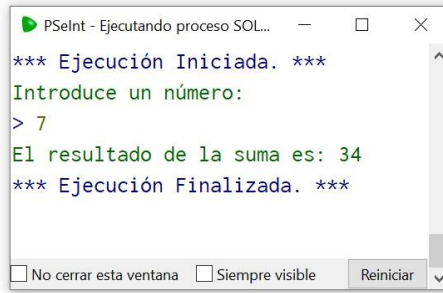 PSeInt - Ejecutando proceso SOL...
*** Ejecución Iniciada. ***
Introduce un número:
> 7
El resultado de la suma es: 34
*** Ejecución Finalizada. ***
No cerrar esta ventana Siempre visible Reiniciar